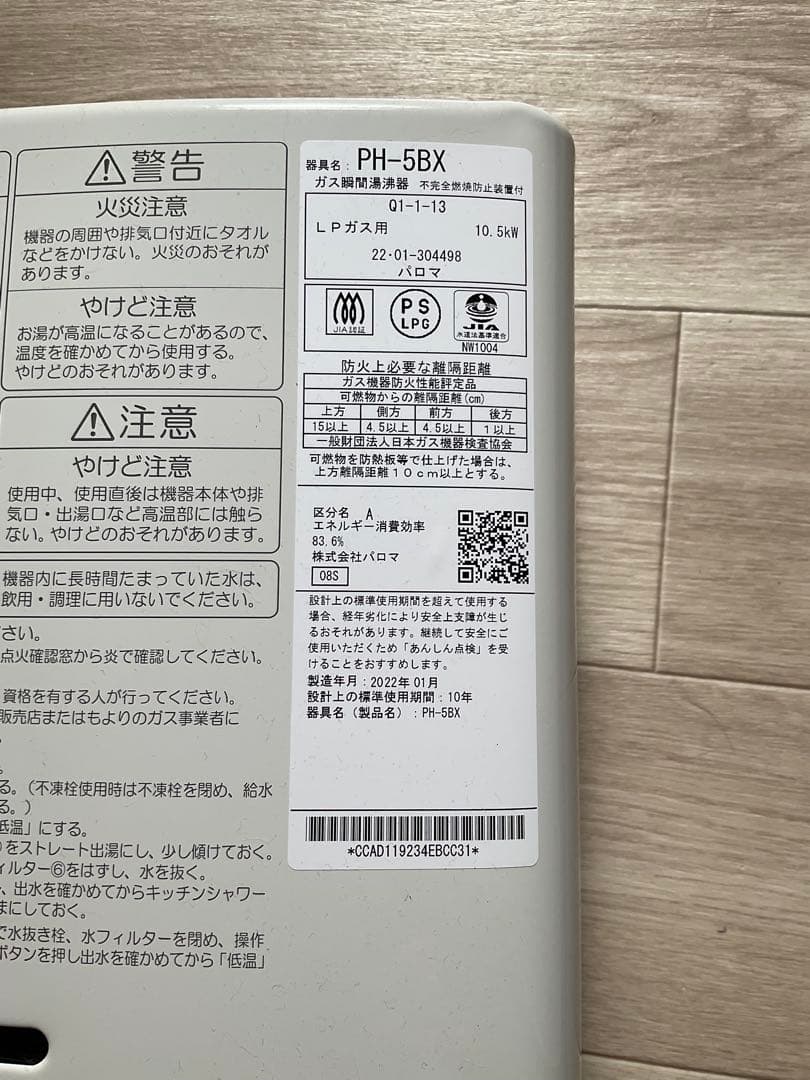 警告
火災注意
機器の周囲や排気口付近にタオル
などをかけない。火災のおそれが
あります。
やけど注意
お湯が高温になることがあるので、
温度を確かめてから使用する。
やけどのおそれがあります。
注意
やけど注意
使用中、使用直後は機器本体や排
気口・出湯口など高温部には触ら
ない。やけどのおそれがあります。
機器内に長時間たまっていた水は、
飲用・調理に用いないでください。
さい。
点火確認窓から炎で確認してください。
資格を有する人が行ってください。
販売店またはもよりのガス事業者に
る。(不凍栓使用時は不凍栓を閉め、給水
る。)
低温」にする。
をストレート出湯にし、少し傾けておく。
ィルター⑥をはずし、水を抜く。
、出水を確かめてからキッチンシャワー
まにしておく。
で水抜き栓、水フィルターを閉め、操作
ボタンを押し出水を確かめてから「低温」
器具名: PH-5BX
ガス瞬間湯沸器 不完全燃焼防止装置付
Q1-1-13
LPガス用 10.5kW
22・01-304498
パロマ
JIA認証
PS
LPG
JIA
水道法基準適合
NW1004
防火上必要な離隔距離
ガス機器防火性能評定品
可燃物からの離隔距離(cm)
上方 側方 前方 後方
15以上 4.5以上 4.5以上 1以上
一般財団法人日本ガス機器検査協会
可燃物を防熱板等で仕上げた場合は、
上方離隔距離10cm以上とする。
区分名 A
エネルギー消費効率
83.6%
株式会社パロマ
08S
設計上の標準使用期間を超えて使用する
場合、経年劣化により安全上支障が生じ
るおそれがあります。継続して安全にご
使用いただくため「あんしん点検」を受
けることをおすすめします。
製造年月:2022年01月
設計上の標準使用期間:10年
器具名(製品名):PH-5BX
*CCAD119234EBCC31*